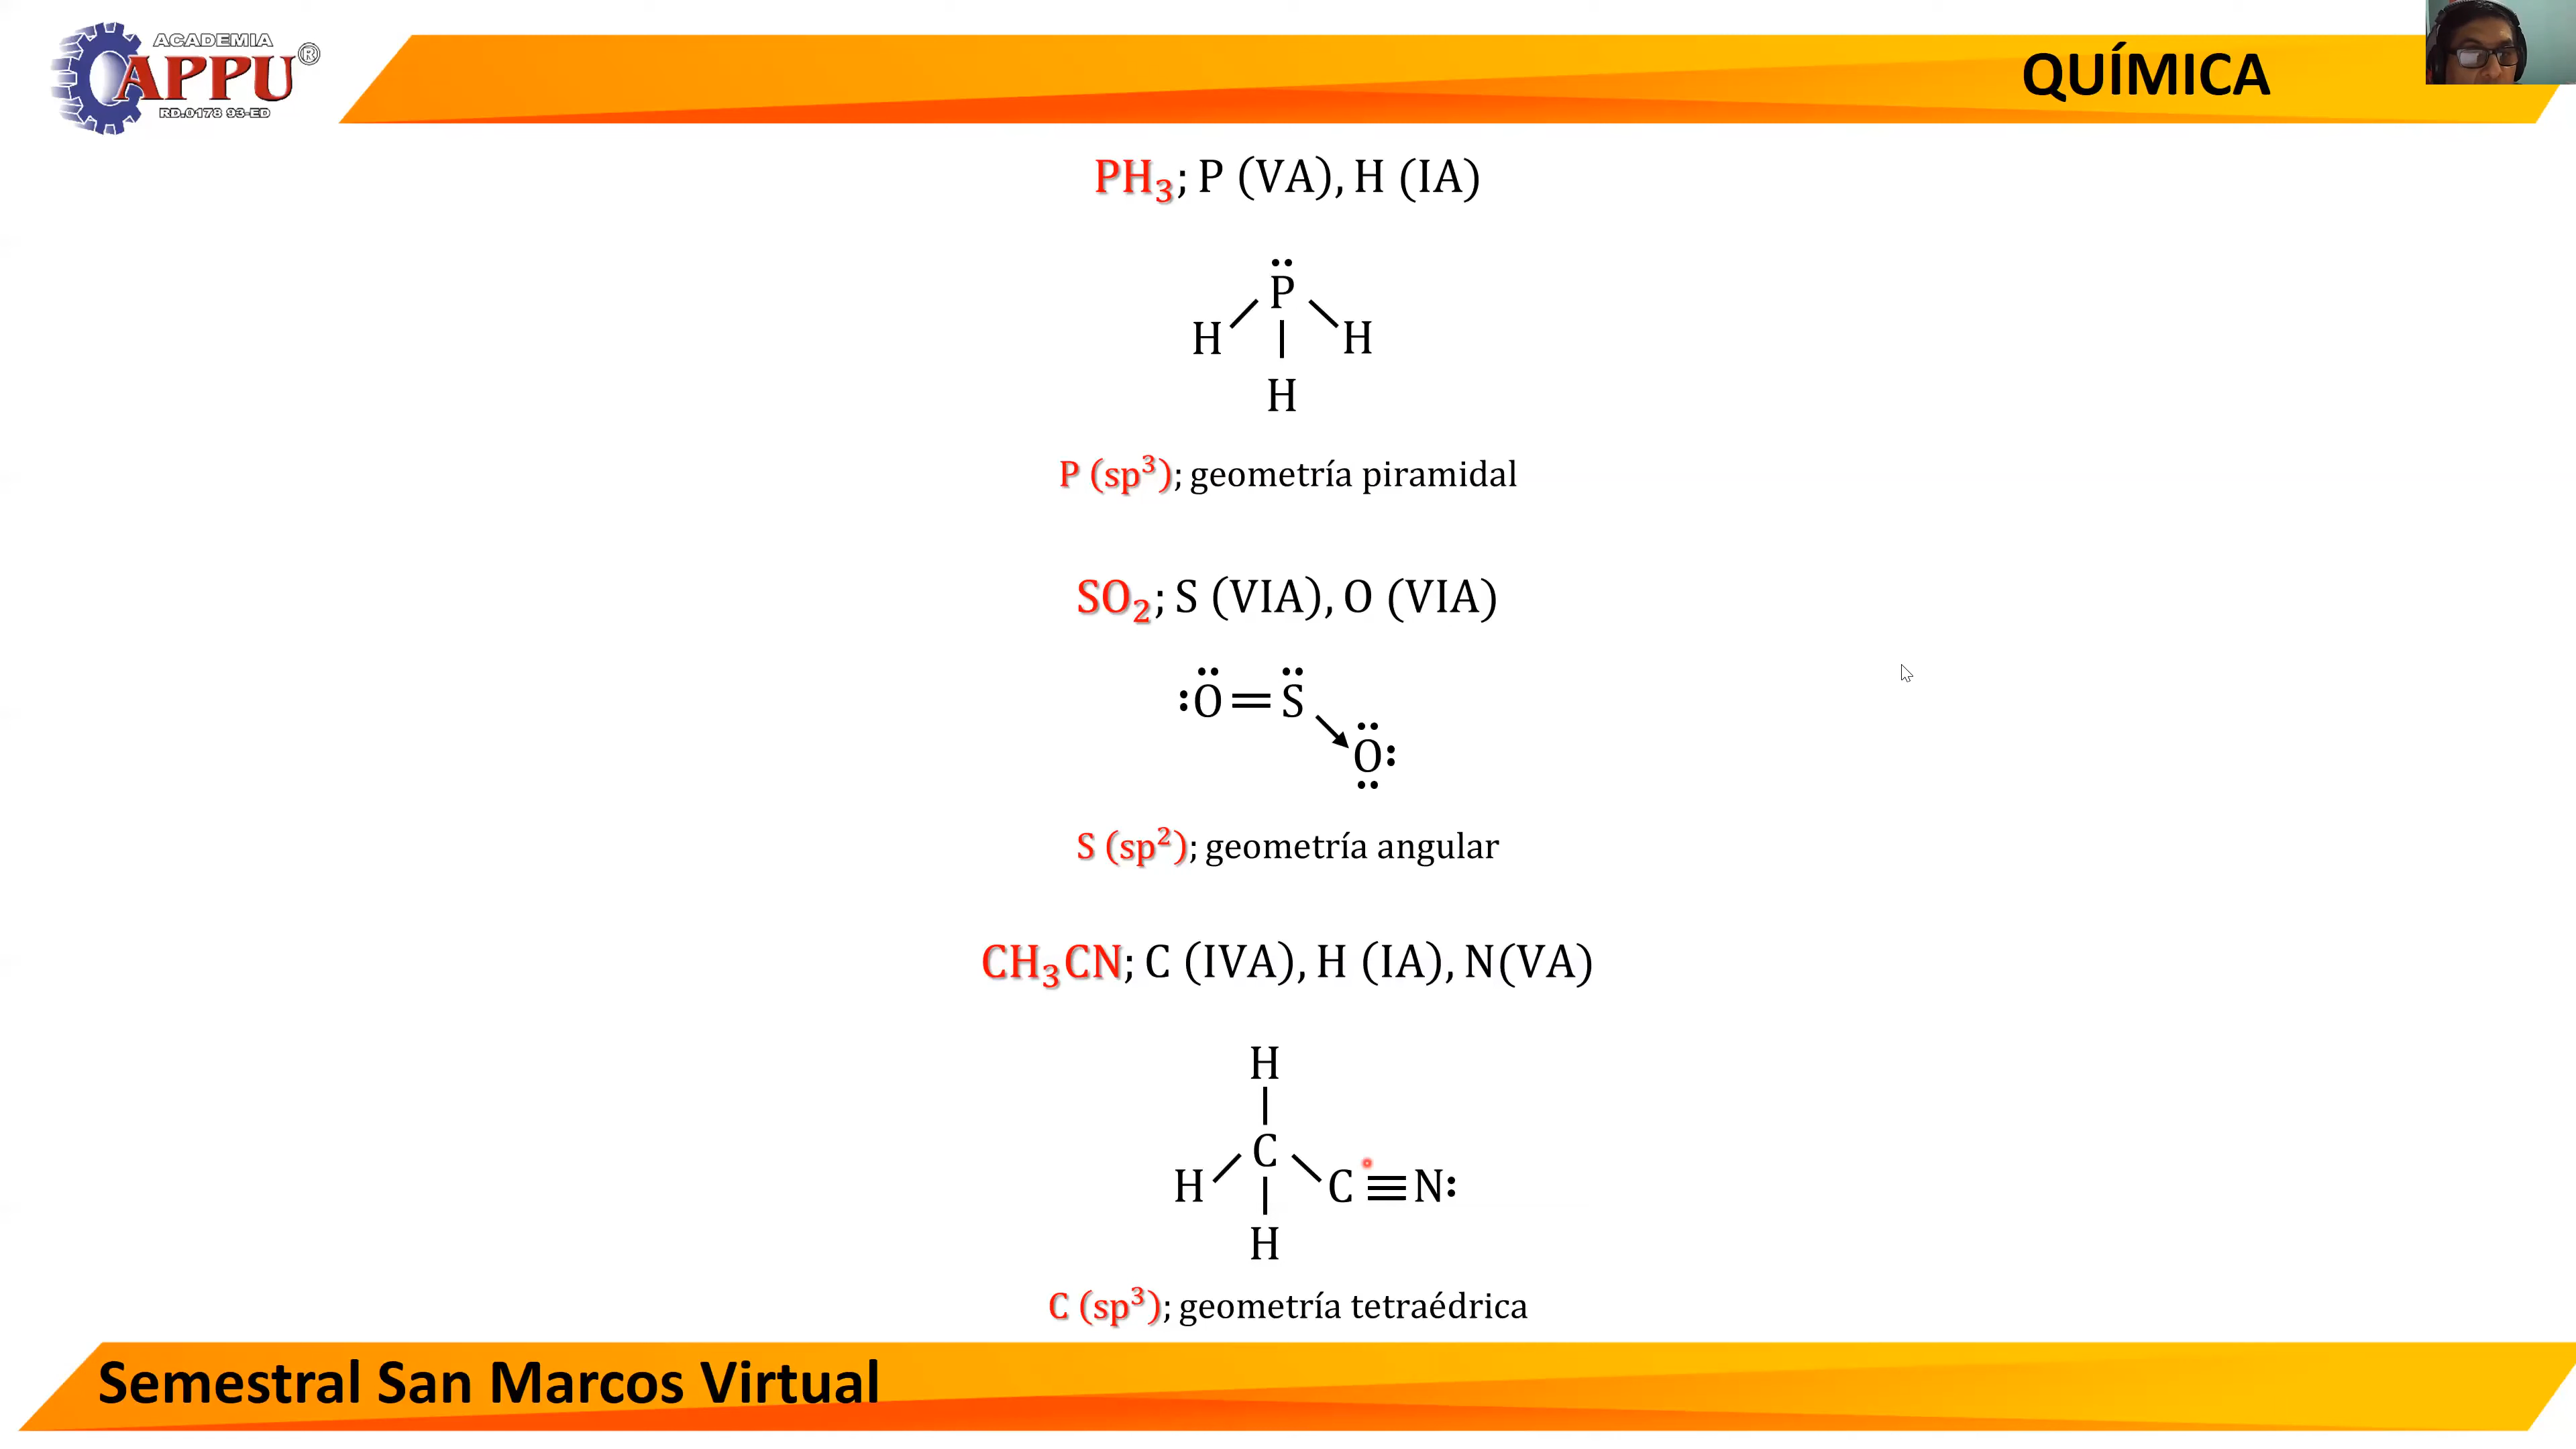 ACADEMIA
APPU®
RD.0178 93-ED
QUÍMICA
PH₃; P (VA), H (IA)
P
H H
H
P (sp³); geometría piramidal
SO₂; S (VIA), O (VIA)
:O=S
O:
S (sp²); geometría angular
CH₃CN; C (IVA), H (IA), N(VA)
H
C
H C≡N:
H
C (sp³); geometría tetraédrica
Semestral San Marcos Virtual